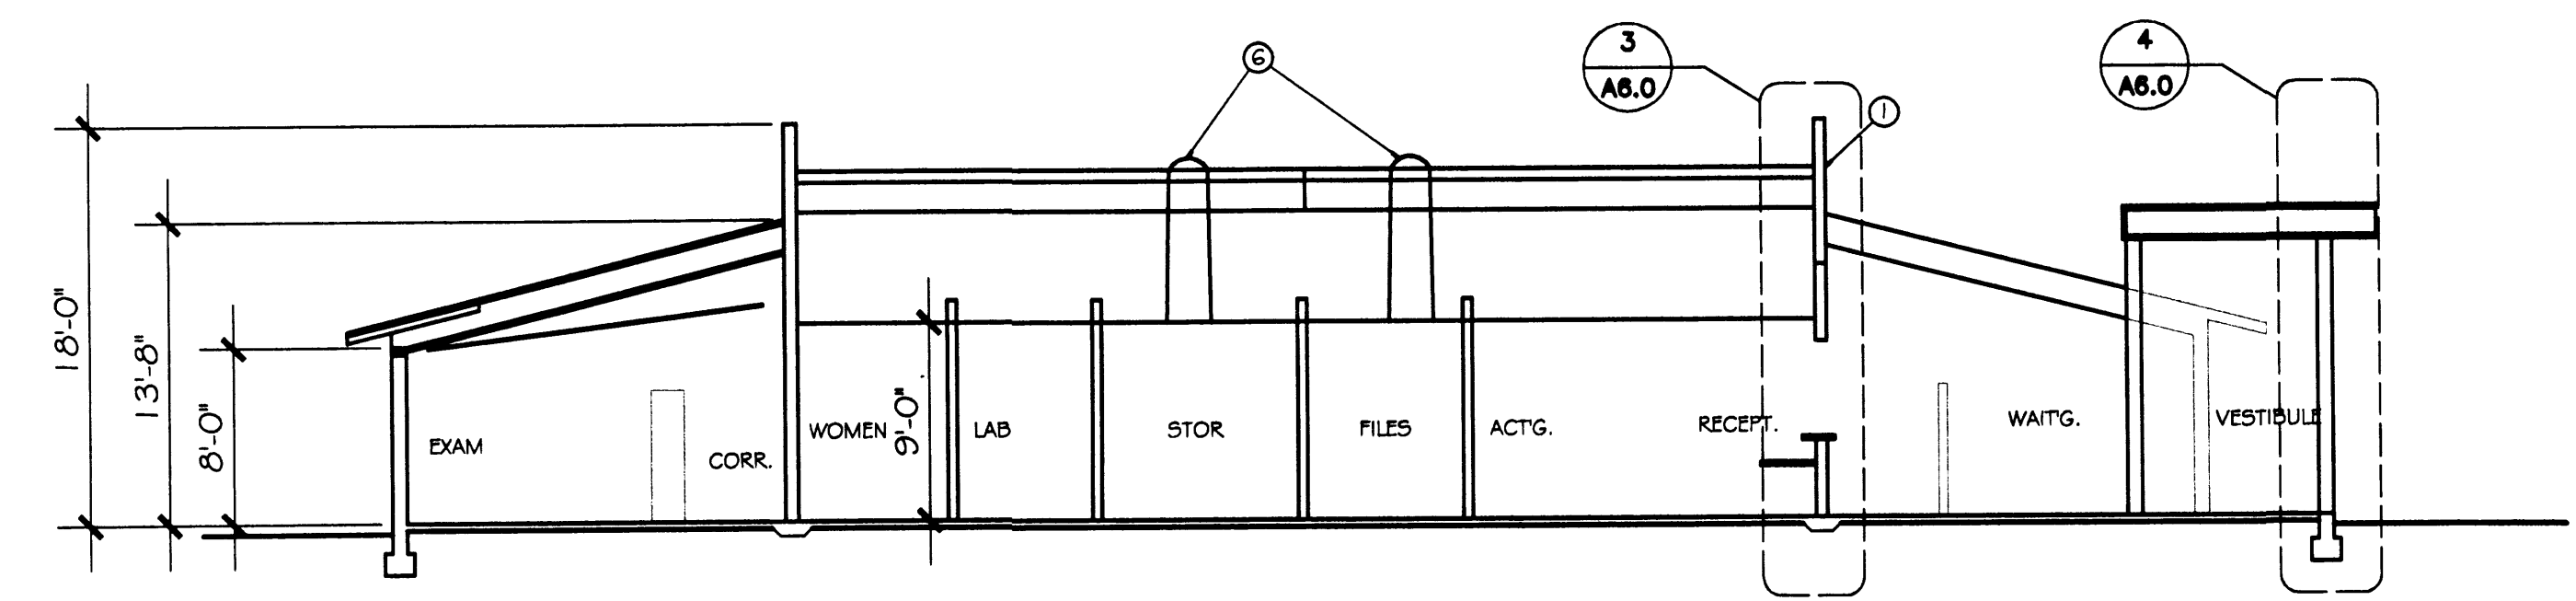 3
A6.0
4
A6.0
6
1
18'-0"
13'-8"
8'-0"
9'-0"
EXAM
CORR.
WOMEN
LAB
STOR
FILES
ACT'G.
RECEPT.
WAIT'G.
VESTIBULE